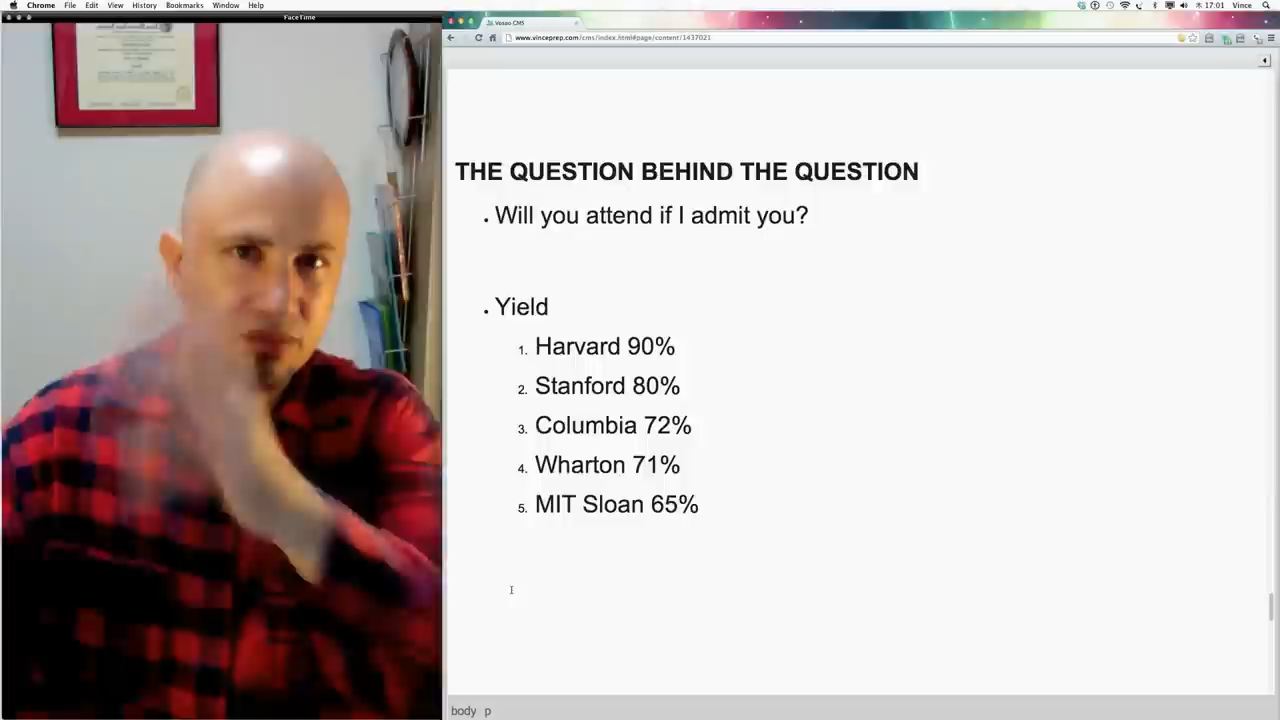 Chrome File Edit View History Bookmarks Window Help 17:01 Vince
FaceTime
Vosao CMS
www.vinceprep.com/cms/index.html#page/content/1437021
THE QUESTION BEHIND THE QUESTION
• Will you attend if I admit you?
• Yield
1. Harvard 90%
2. Stanford 80%
3. Columbia 72%
4. Wharton 71%
5. MIT Sloan 65%
body p